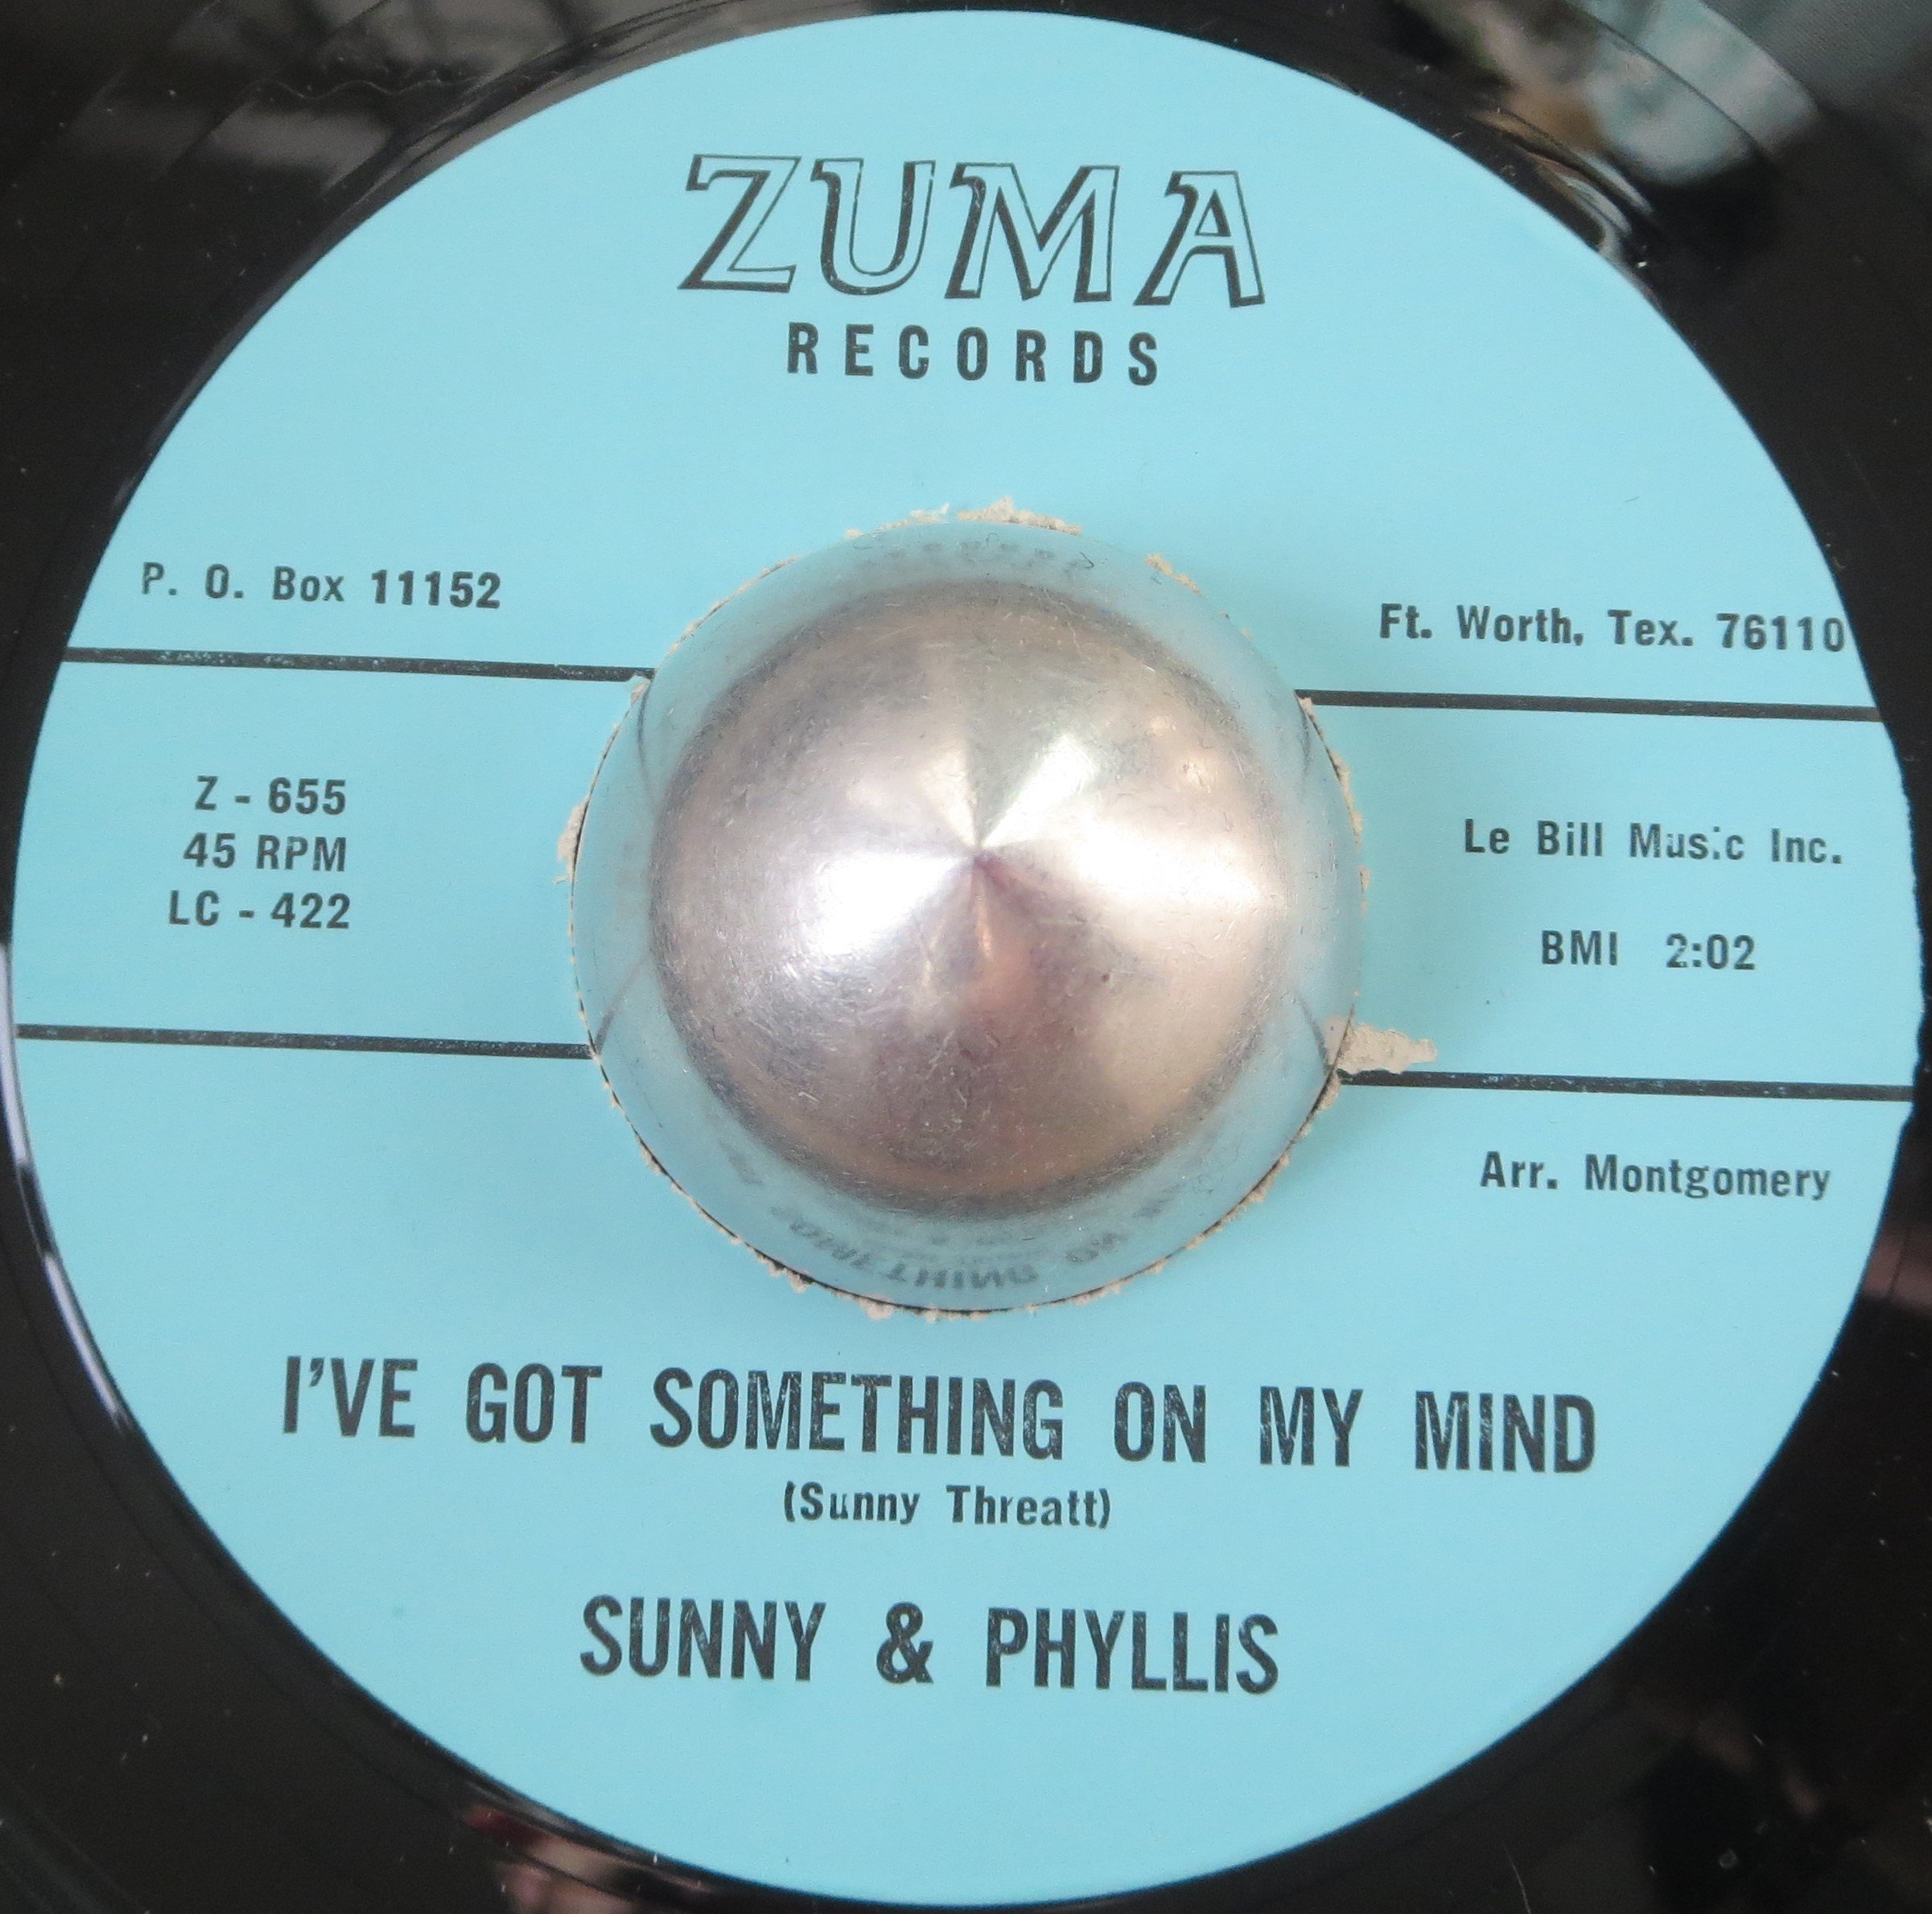 ZUMA
RECORDS
P. O. Box 11152
Ft. Worth, Tex. 76110
Z - 655
45 RPM
LC - 422
Le Bill Music Inc.
BMI 2:02
Arr. Montgomery
I'VE GOT SOMETHING ON MY MIND
(Sunny Threatt)
SUNNY & PHYLLIS